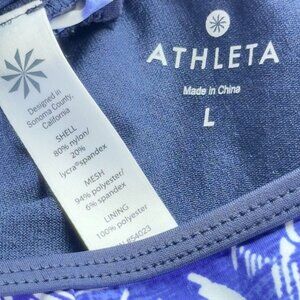 Designed in
Sonoma County,
California
SHELL
80% nylon/
20%
lycra®spandex
MESH
94% polyester/
6% spandex
LINING
100% polyester
#54023
ATHLETA
Made in China
L